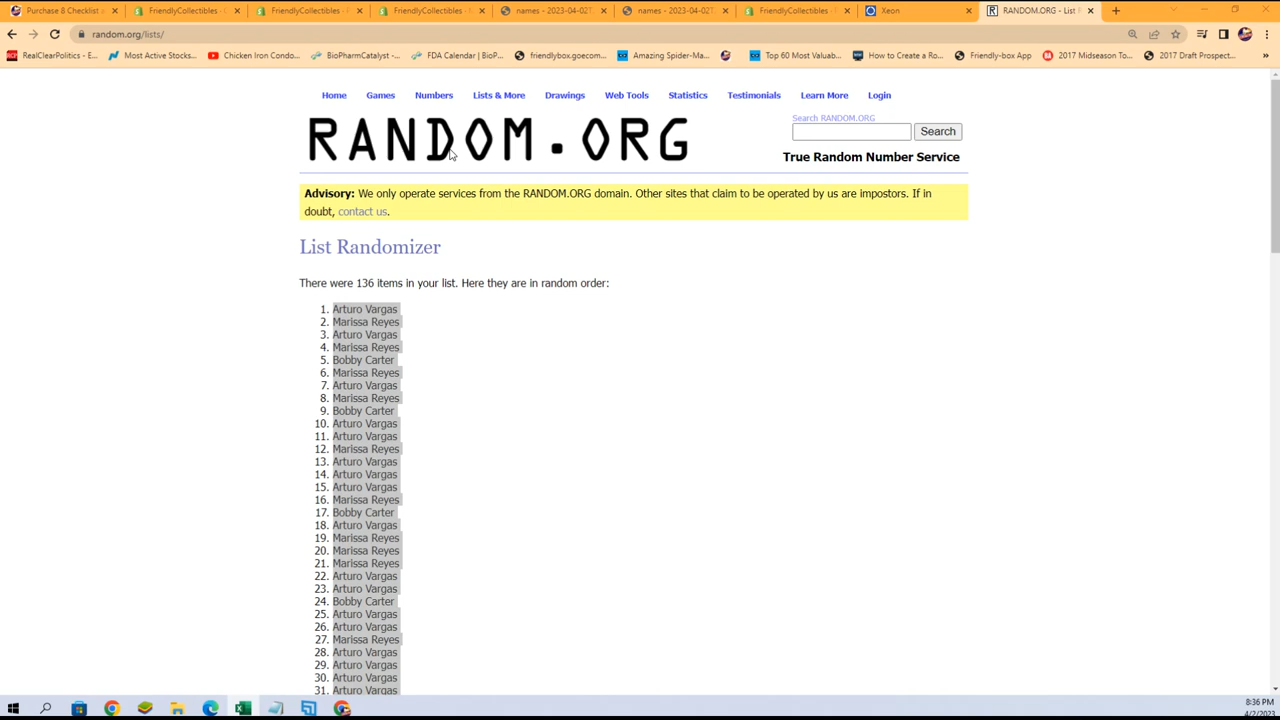 Purchase 8 Checklist a
FriendlyCollectibles - U
FriendlyCollectibles - P
FriendlyCollectibles - U
names - 2023-04-02T
names - 2023-04-02T
FriendlyCollectibles - P
Xeon
RANDOM.ORG - List R
random.org/lists/
RealClearPolitics - E...
Most Active Stocks...
Chicken Iron Condo...
BioPharmCatalyst -...
FDA Calendar | BioP...
friendlybox.goecom...
Amazing Spider-Ma...
Top 60 Most Valuab...
How to Create a Ro...
Friendly-box App
2017 Midseason To...
2017 Draft Prospect...
Home Games Numbers Lists & More Drawings Web Tools Statistics Testimonials Learn More Login
RANDOM.ORG
Search RANDOM.ORG
Search
True Random Number Service
Advisory: We only operate services from the RANDOM.ORG domain. Other sites that claim to be operated by us are impostors. If in
doubt, contact us.
List Randomizer
There were 136 items in your list. Here they are in random order:
1. Arturo Vargas
2. Marissa Reyes
3. Arturo Vargas
4. Marissa Reyes
5. Bobby Carter
6. Marissa Reyes
7. Arturo Vargas
8. Marissa Reyes
9. Bobby Carter
10. Arturo Vargas
11. Arturo Vargas
12. Marissa Reyes
13. Arturo Vargas
14. Arturo Vargas
15. Arturo Vargas
16. Marissa Reyes
17. Bobby Carter
18. Arturo Vargas
19. Marissa Reyes
20. Marissa Reyes
21. Marissa Reyes
22. Arturo Vargas
23. Arturo Vargas
24. Bobby Carter
25. Arturo Vargas
26. Arturo Vargas
27. Marissa Reyes
28. Arturo Vargas
29. Arturo Vargas
30. Arturo Vargas
31. Arturo Vargas
8:36 PM
4/2/2023